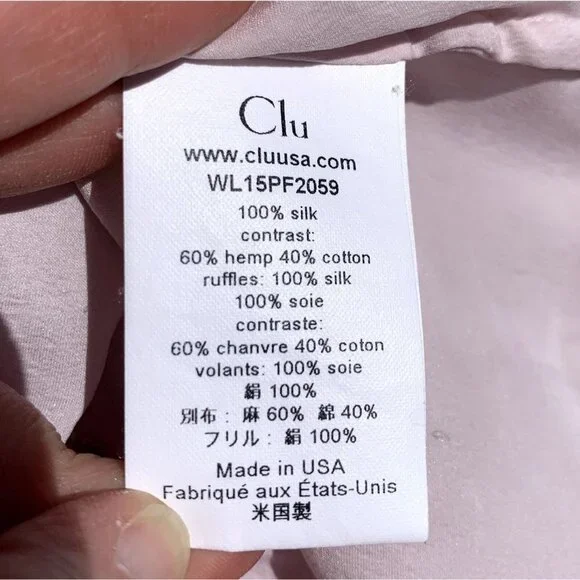 Clu
www.cluusa.com
WL15PF2059
100% silk
contrast:
60% hemp 40% cotton
ruffles: 100% silk
100% soie
contraste:
60% chanvre 40% coton
volants: 100% soie
絹 100%
別布 : 麻 60% 綿 40%
フリル : 絹 100%
Made in USA
Fabriqué aux États-Unis
米国製